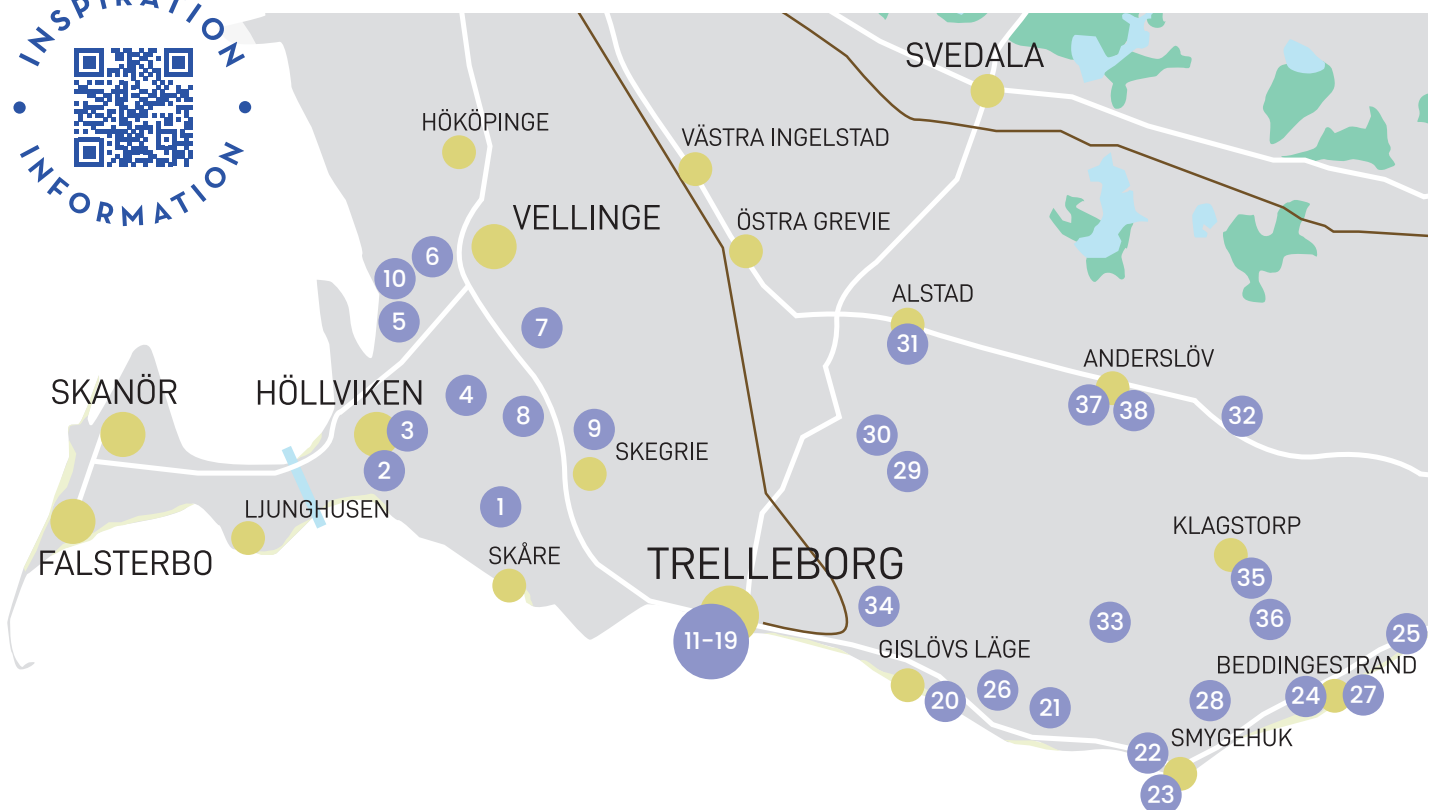 INSPIRATION
INFORMATION
SVEDALA
HÖKÖPINGE
VÄSTRA INGELSTAD
VELLINGE
ÖSTRA GREVIE
6
10
5
7
ALSTAD
31
ANDERSLÖV
37
38
32
SKANÖR
HÖLLVIKEN
4
8
3
9
30
SKEGRIE
2
29
1
LJUNGHUSEN
KLAGSTORP
FALSTERBO
SKÅRE
TRELLEBORG
35
34
33
36
11-19
25
GISLÖVS LÄGE
BEDDINGESTRAND
26
20
21
28
24
27
SMYGEHUK
22
23